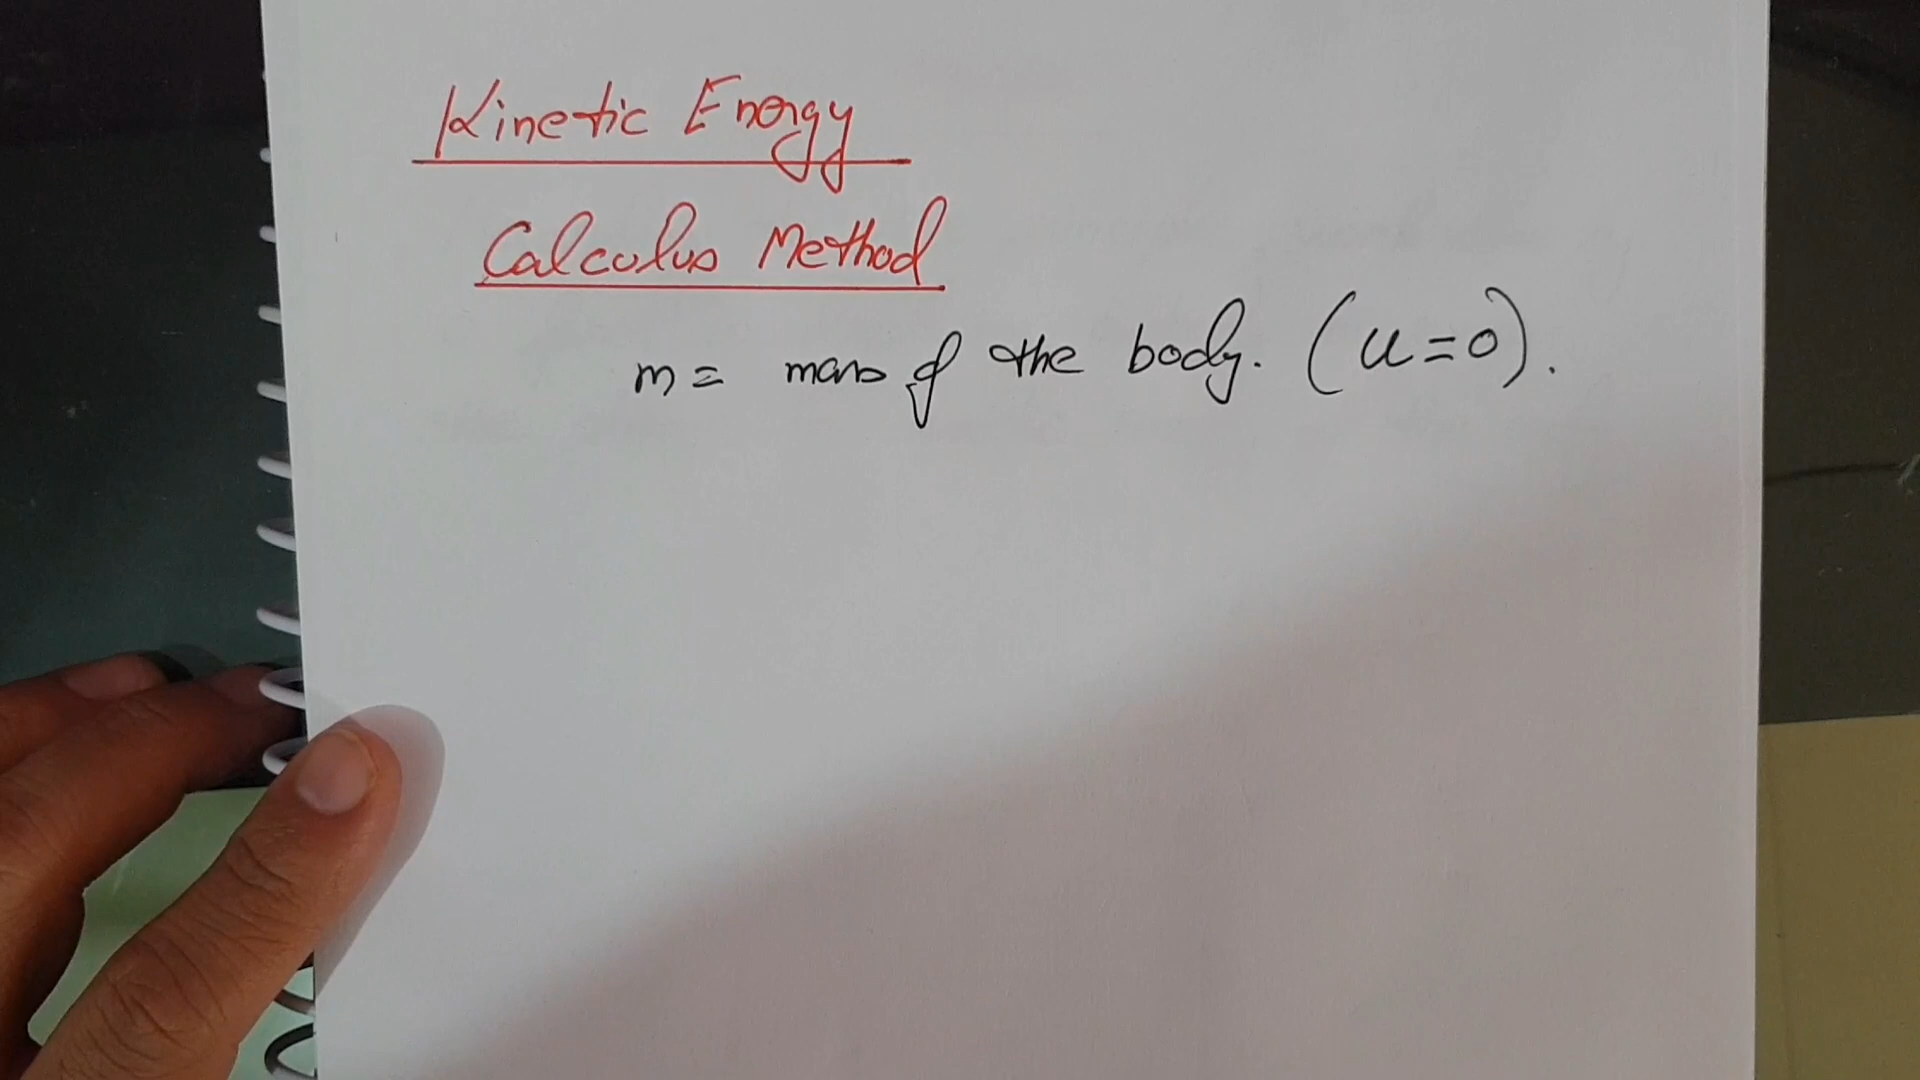 Kinetic Energy
Calculus Method
m = mass of the body. (u=0).